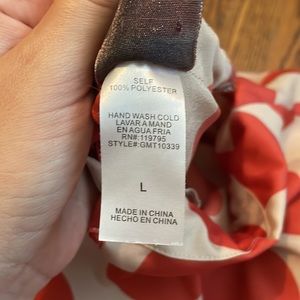 SELF
100% POLYESTER
HAND WASH COLD
LAVAR A MAND
EN AGUA FRIA
RN#:119795
STYLE#:GMT10339
L
MADE IN CHINA
HECHO EN CHINA